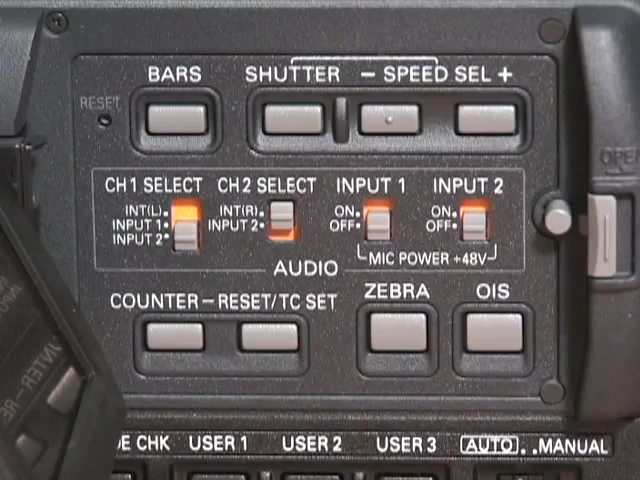 BARS SHUTTER – SPEED SEL +
RESET
OPEN
CH1 SELECT CH2 SELECT INPUT 1 INPUT 2
INT(L). INT(R). ON. ON.
INPUT 1• INPUT 2• OFF• OFF•
INPUT 2•
MIC POWER +48V
AUDIO
COUNTER – RESET/TC SET ZEBRA OIS
CHK USER 1 USER 2 USER 3 AUTO . . MANUAL